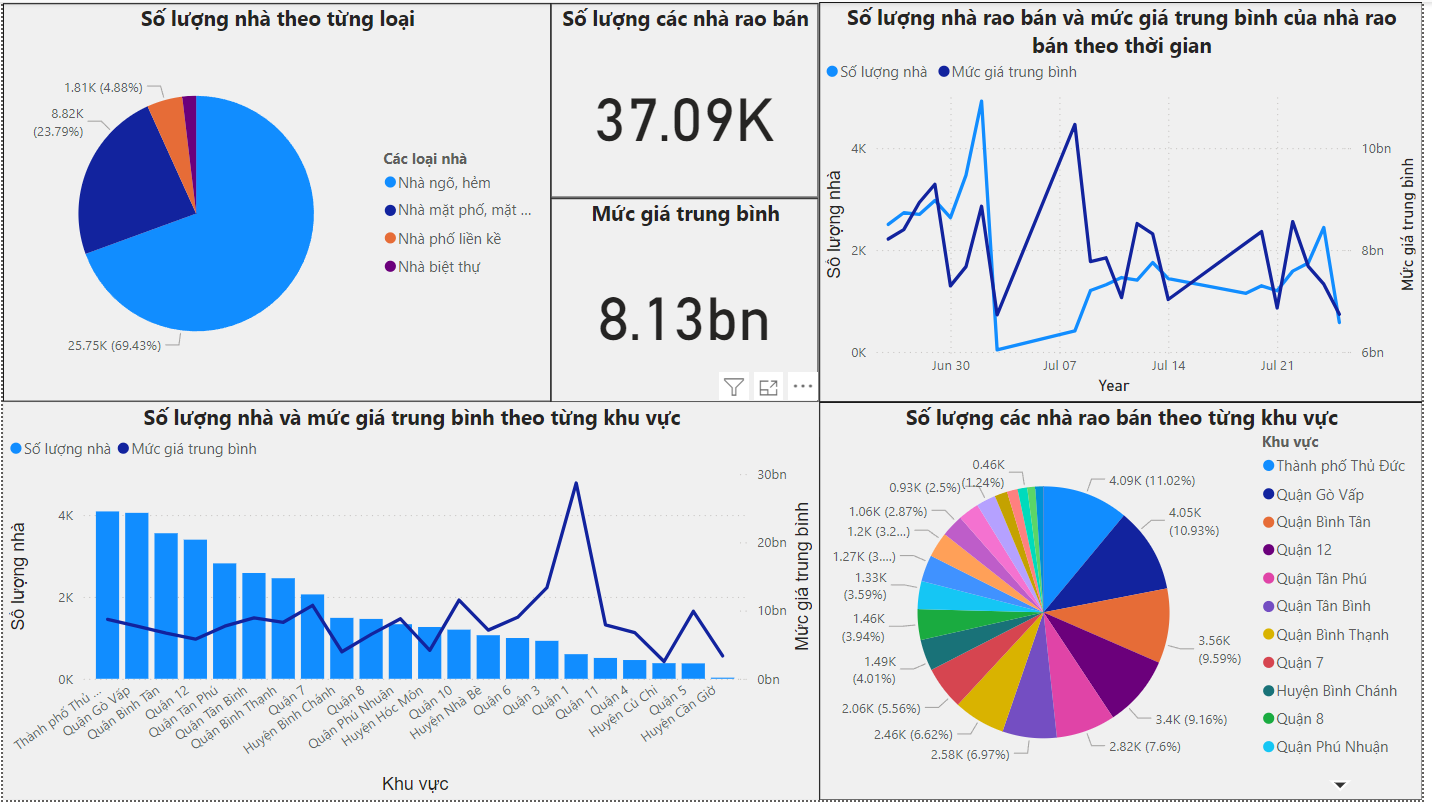 Số lượng nhà theo từng loại
1.81K (4.88%)
8.82K
(23.79%)
25.75K (69.43%)
Các loại nhà
Nhà ngõ, hẻm
Nhà mặt phố, mặt ...
Nhà phố liền kề
Nhà biệt thự
Số lượng các nhà rao bán
37.09K
Mức giá trung bình
8.13bn
Số lượng nhà rao bán và mức giá trung bình của nhà rao
bán theo thời gian
Số lượng nhà
Mức giá trung bình
Số lượng nhà
4K
2K
0K
10bn
8bn
6bn
Mức giá trung bình
Jun 30
Jul 07
Jul 14
Jul 21
Year
Số lượng nhà và mức giá trung bình theo từng khu vực
Số lượng nhà
Mức giá trung bình
Số lượng nhà
4K
2K
0K
30bn
20bn
10bn
0bn
Mức giá trung bình
Thành phố Thủ ...
Quận Gò Vấp
Quận Bình Tân
Quận 12
Quận Tân Phú
Quận Tân Bình
Quận Bình Thạnh
Quận 7
Huyện Bình Chánh
Quận 8
Quận Phú Nhuận
Huyện Hóc Môn
Quận 10
Huyện Nhà Bè
Quận 6
Quận 3
Quận 1
Quận 11
Quận 4
Huyện Củ Chi
Quận 5
Huyện Cần Giờ
Khu vực
Số lượng các nhà rao bán theo từng khu vực
0.46K
(1.24%)
0.93K (2.5%)
1.06K (2.87%)
1.2K (3.2...)
1.27K (3....)
1.33K
(3.59%)
1.46K
(3.94%)
1.49K
(4.01%)
2.06K (5.56%)
2.46K (6.62%)
2.58K (6.97%)
2.82K (7.6%)
3.4K (9.16%)
3.56K
(9.59%)
4.05K
(10.93%)
4.09K (11.02%)
Khu vực
Thành phố Thủ Đức
Quận Gò Vấp
Quận Bình Tân
Quận 12
Quận Tân Phú
Quận Tân Bình
Quận Bình Thạnh
Quận 7
Huyện Bình Chánh
Quận 8
Quận Phú Nhuận